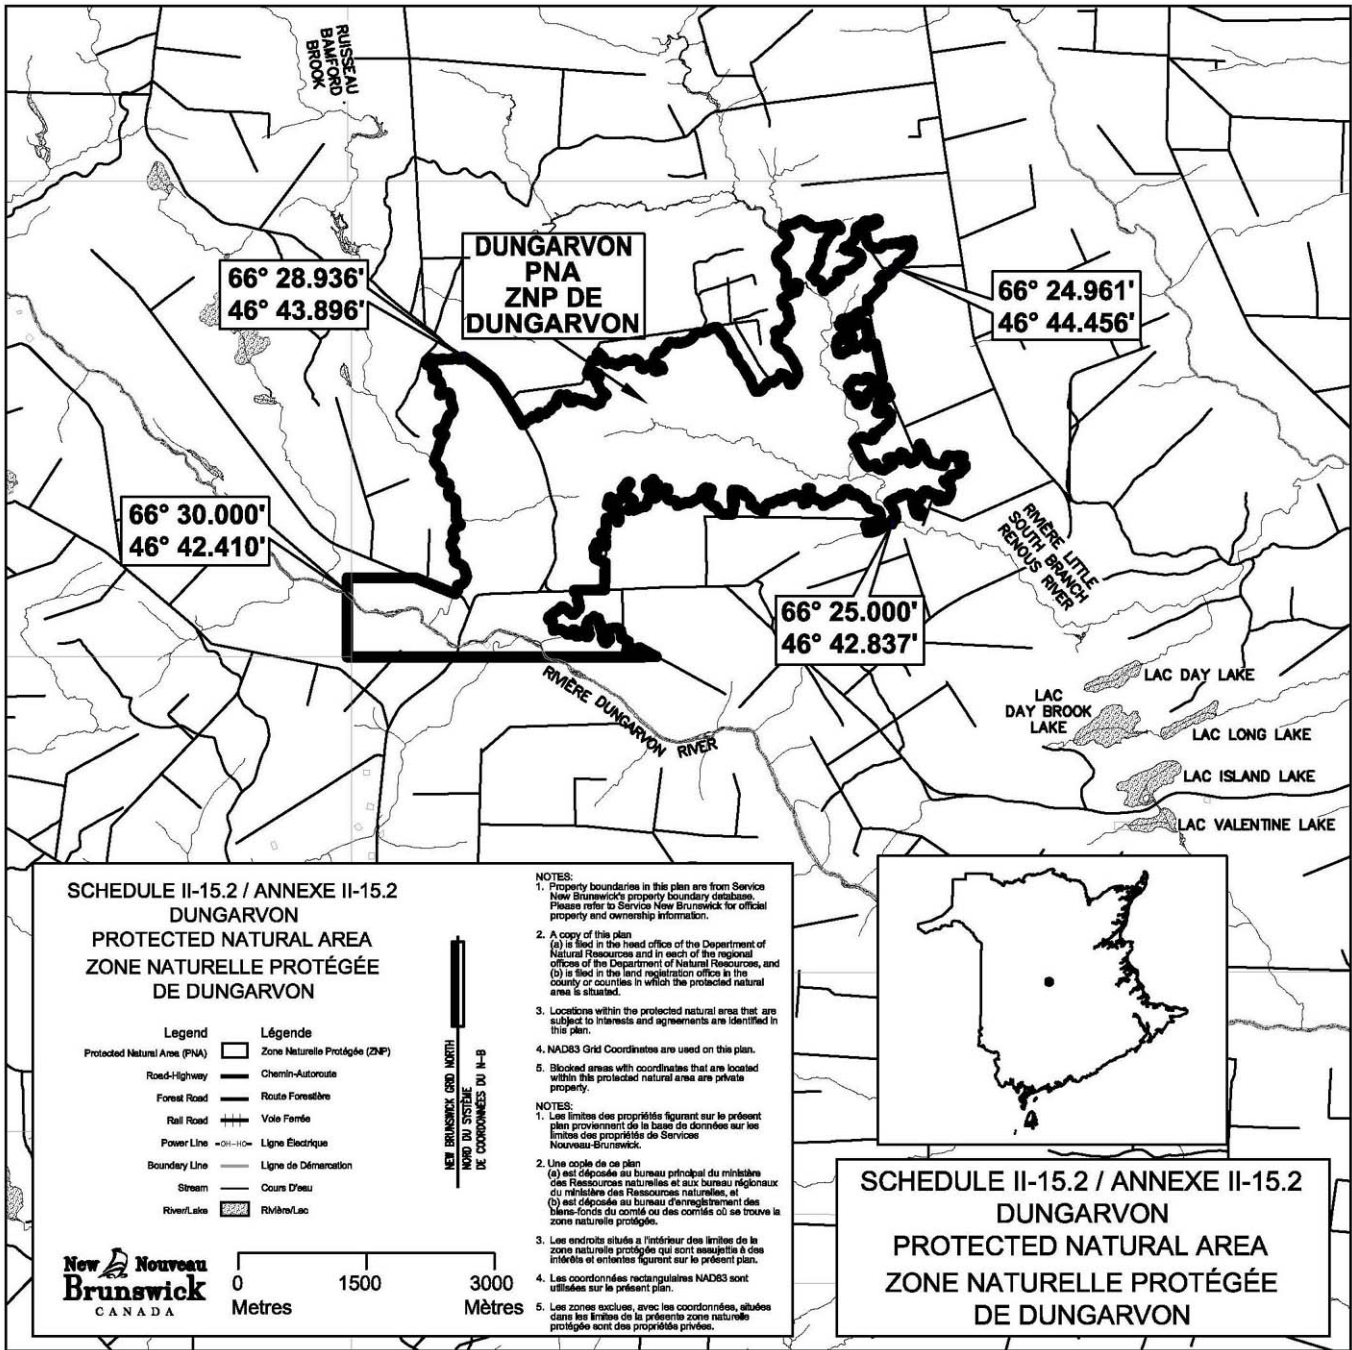 RUISSEAU
BAMFORD
BROOK
DUNGARVON
PNA
ZNP DE
DUNGARVON
66° 28.936'
46° 43.896'
66° 24.961'
46° 44.456'
66° 30.000'
46° 42.410'
66° 25.000'
46° 42.837'
RIVIÈRE LITTLE
SOUTH BRANCH
RENOUS RIVER
RIVIÈRE DUNGARVON RIVER
LAC DAY LAKE
LAC
DAY BROOK
LAKE
LAC LONG LAKE
LAC ISLAND LAKE
LAC VALENTINE LAKE
SCHEDULE II-15.2 / ANNEXE II-15.2
DUNGARVON
PROTECTED NATURAL AREA
ZONE NATURELLE PROTÉGÉE
DE DUNGARVON
Legend Légende
Protected Natural Area (PNA) Zone Naturelle Protégée (ZNP)
Road-Highway Chemin-Autoroute
Forest Road Route Forestière
Rail Road Voie Ferrée
Power Line -OH-HO- Ligne Électrique
Boundary Line Ligne de Démarcation
Stream Cours D'eau
River/Lake Rivière/Lac
NEW BRUNSWICK GRID NORTH
NORD DU SYSTÈME
DE COORDONNÉES DU N-B
New Nouveau
Brunswick
CANADA
0 1500 3000
Metres Mètres
NOTES:
1. Property boundaries in this plan are from Service
New Brunswick's property boundary database.
Please refer to Service New Brunswick for official
property and ownership information.
2. A copy of this plan
(a) is filed in the head office of the Department of
Natural Resources and in each of the regional
offices of the Department of Natural Resources, and
(b) is filed in the land registration office in the
county or counties in which the protected natural
area is situated.
3. Locations within the protected natural area that are
subject to interests and agreements are identified in
this plan.
4. NAD83 Grid Coordinates are used on this plan.
5. Blocked areas with coordinates that are located
within this protected natural area are private
property.
NOTES:
1. Les limites des propriétés figurant sur le présent
plan proviennent de la base de données sur les
limites des propriétés de Services
Nouveau-Brunswick.
2. Une copie de ce plan
(a) est déposée au bureau principal du ministère
des Ressources naturelles et aux bureau régionaux
du ministère des Ressources naturelles, et
(b) est déposée au bureau d'enregistrement des
biens-fonds du comté ou des comtés où se trouve la
zone naturelle protégée.
3. Les endroits situés a l'intérieur des limites de la
zone naturelle protégée qui sont assujettis à des
intérêts et ententes figurent sur le présent plan.
4. Les coordonnées rectangulaires NAD83 sont
utilisées sur le présent plan.
5. Les zones exclues, avec les coordonnées, situées
dans les limites de la présente zone naturelle
protégée sont des propriétés privées.
SCHEDULE II-15.2 / ANNEXE II-15.2
DUNGARVON
PROTECTED NATURAL AREA
ZONE NATURELLE PROTÉGÉE
DE DUNGARVON